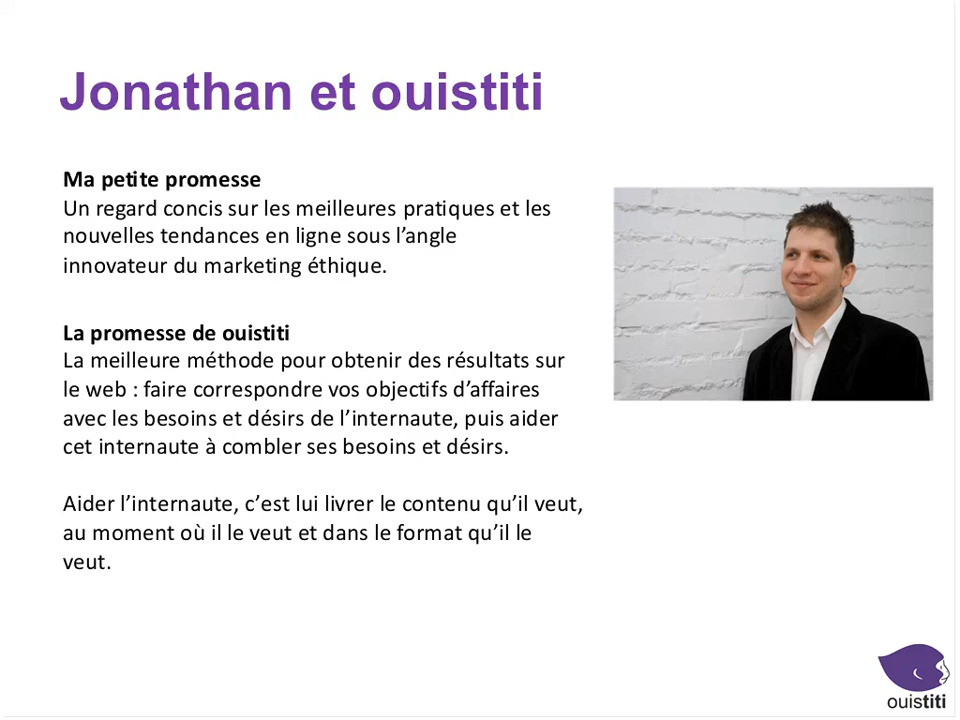 Jonathan et ouistiti
Ma petite promesse
Un regard concis sur les meilleures pratiques et les
nouvelles tendances en ligne sous l’angle
innovateur du marketing éthique.
La promesse de ouistiti
La meilleure méthode pour obtenir des résultats sur
le web : faire correspondre vos objectifs d’affaires
avec les besoins et désirs de l’internaute, puis aider
cet internaute à combler ses besoins et désirs.
Aider l’internaute, c’est lui livrer le contenu qu’il veut,
au moment où il le veut et dans le format qu’il le
veut.
ouistiti